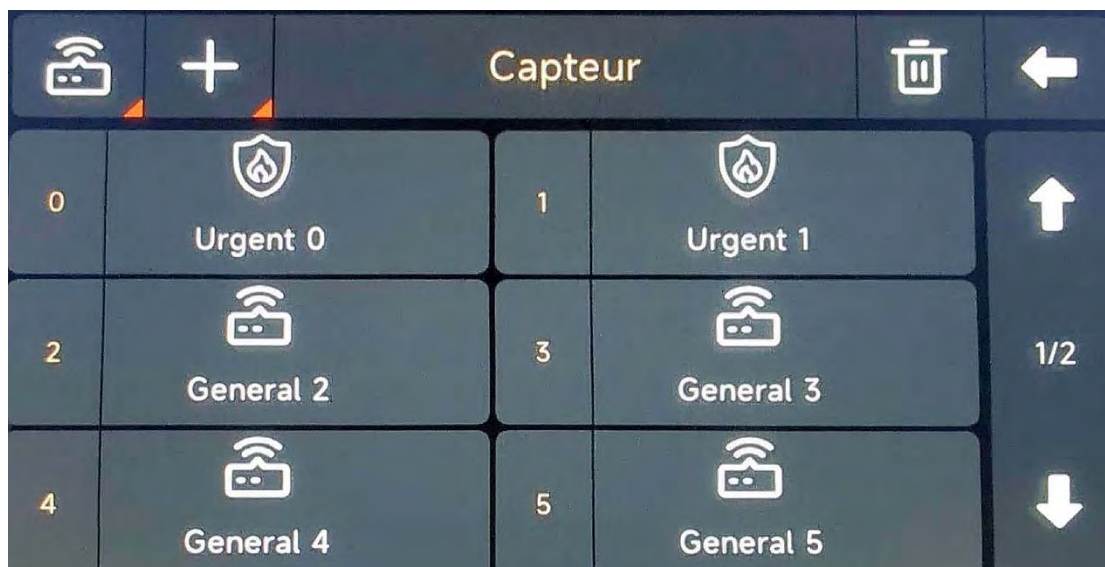 Capteur
0
Urgent 0
1
Urgent 1
2
General 2
3
General 3
1/2
4
General 4
5
General 5